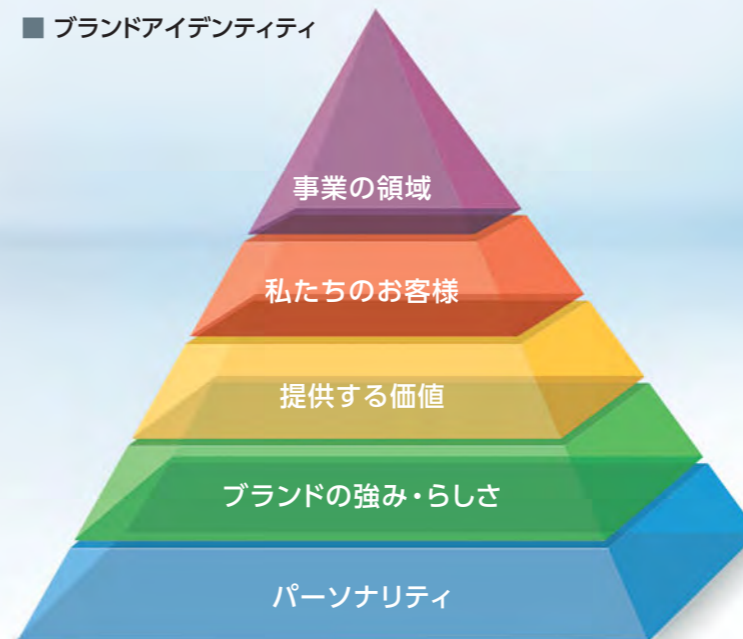 ■ ブランドアイデンティティ
事業の領域
私たちのお客様
提供する価値
ブランドの強み・らしさ
パーソナリティ